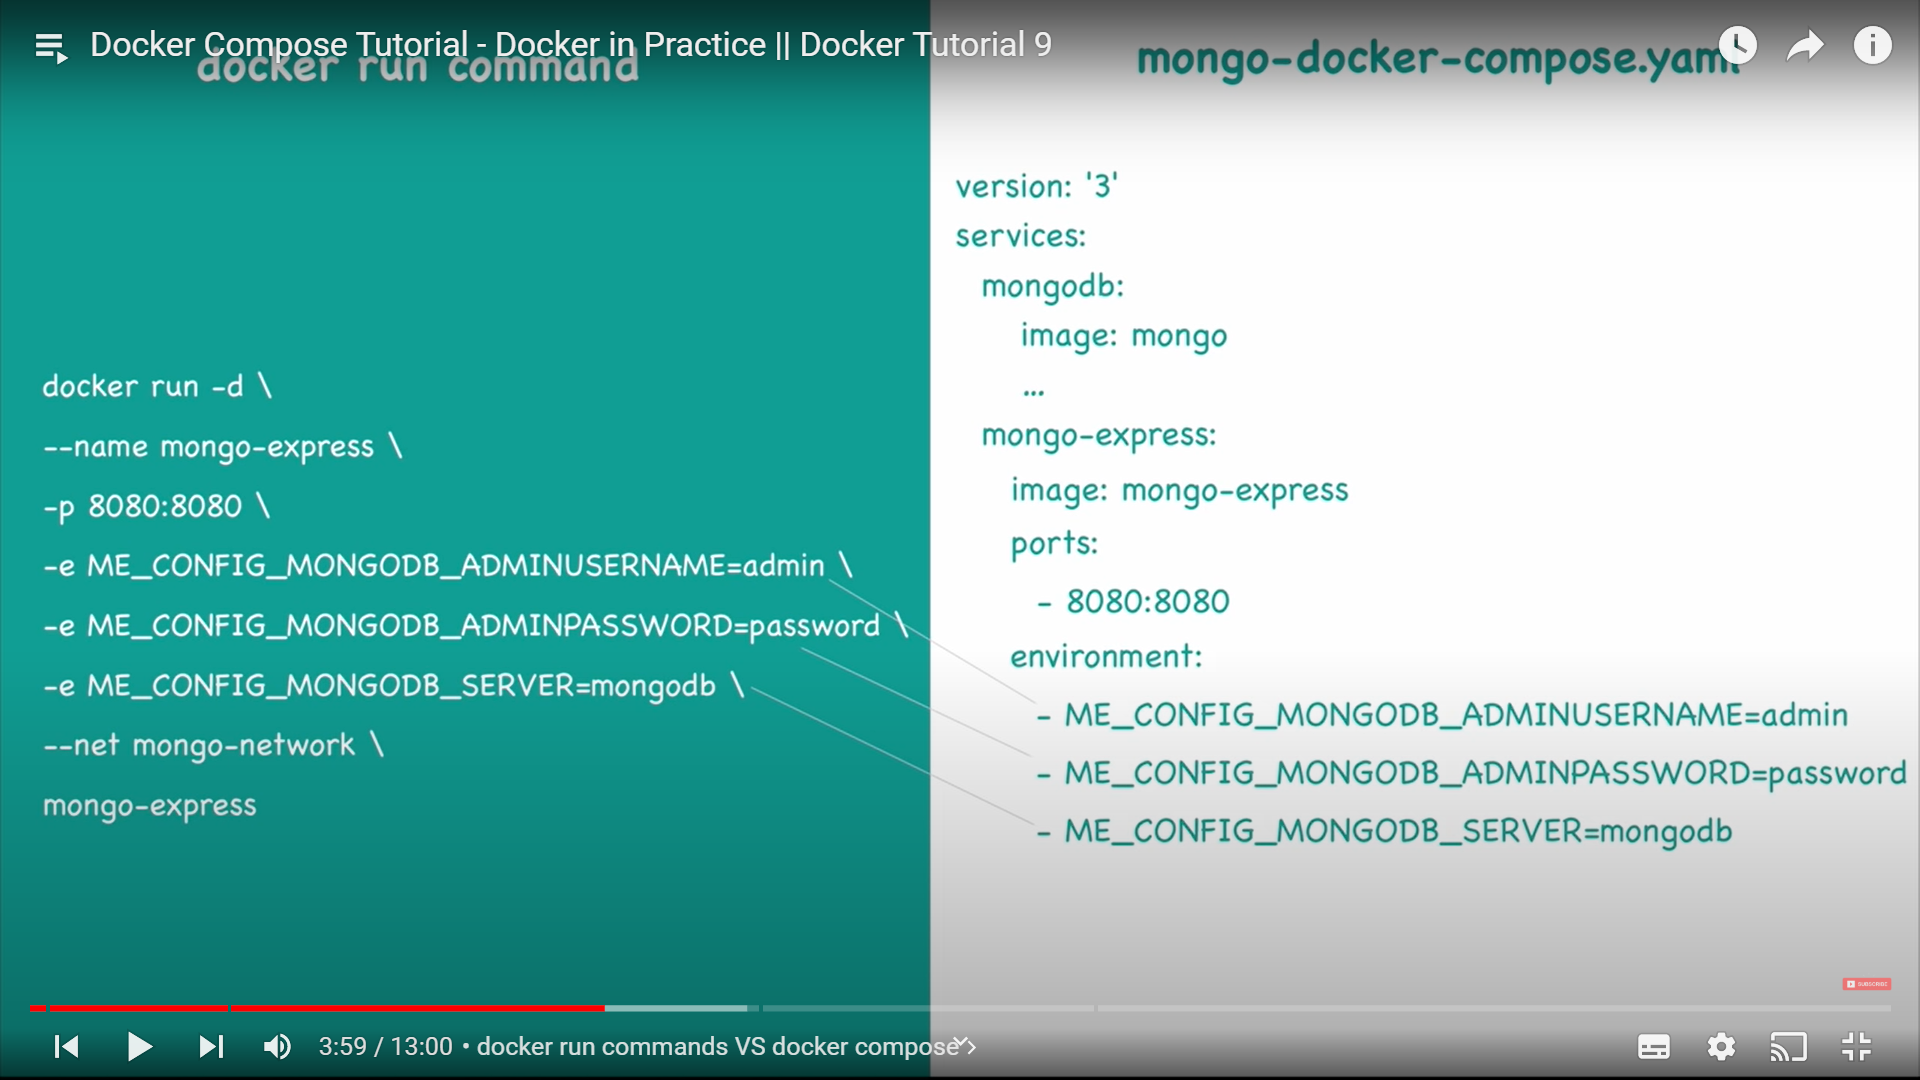 Docker Compose Tutorial - Docker in Practice || Docker Tutorial 9
docker run command
docker run -d \
--name mongo-express \
-p 8080:8080 \
-e ME_CONFIG_MONGODB_ADMINUSERNAME=admin \
-e ME_CONFIG_MONGODB_ADMINPASSWORD=password \
-e ME_CONFIG_MONGODB_SERVER=mongodb \
--net mongo-network \
mongo-express
mongo-docker-compose.yaml
version: '3'
services:
mongodb:
image: mongo
...
mongo-express:
image: mongo-express
ports:
- 8080:8080
environment:
- ME_CONFIG_MONGODB_ADMINUSERNAME=admin
- ME_CONFIG_MONGODB_ADMINPASSWORD=password
- ME_CONFIG_MONGODB_SERVER=mongodb
SUBSCRIBE
3:59 / 13:00 • docker run commands VS docker compose